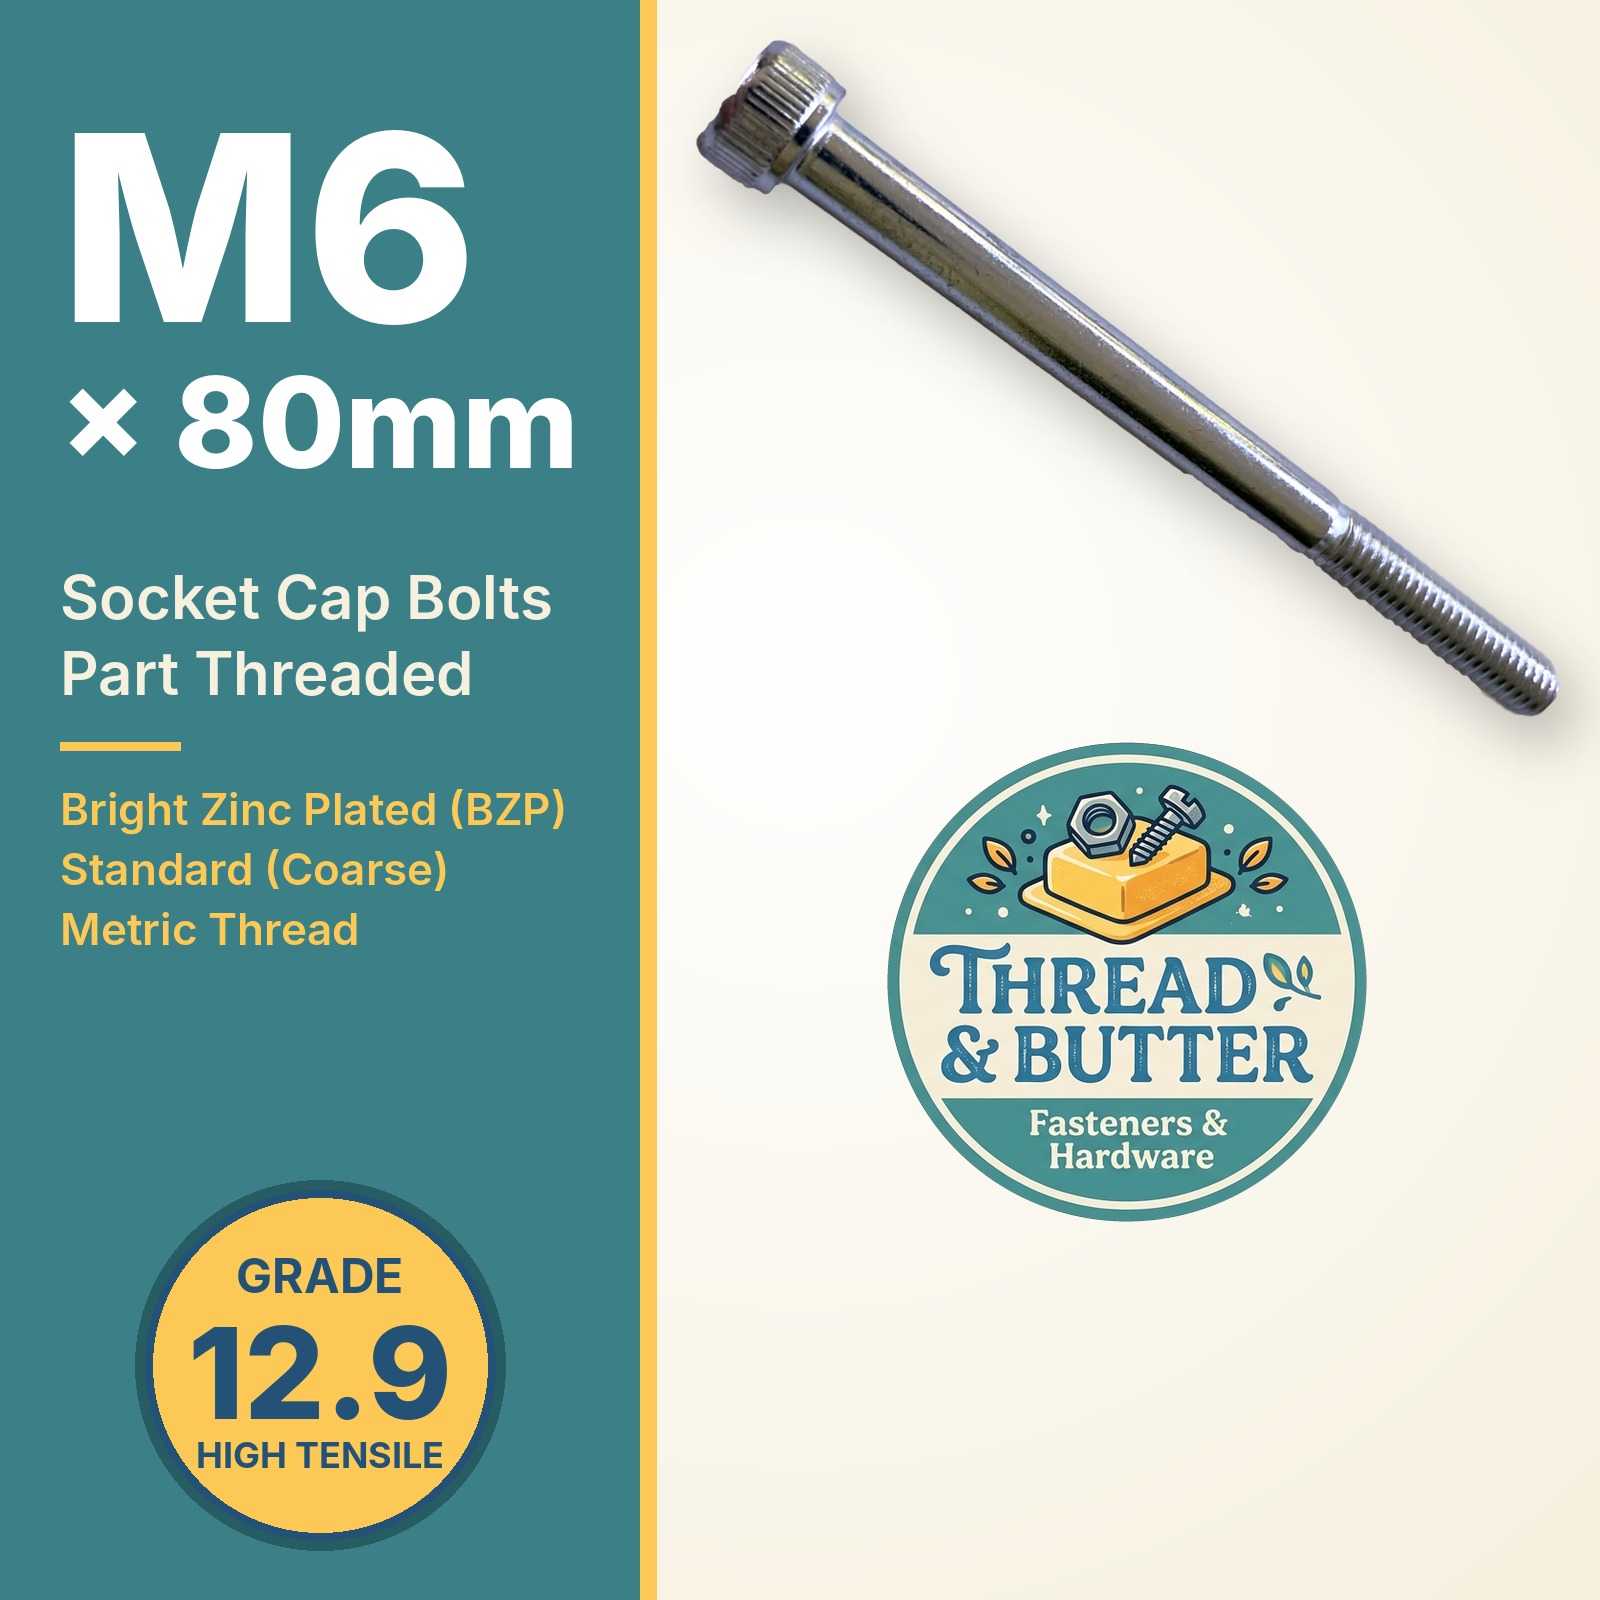 M6
× 80mm
Socket Cap Bolts
Part Threaded
Bright Zinc Plated (BZP)
Standard (Coarse)
Metric Thread
GRADE
12.9
HIGH TENSILE
THREAD
& BUTTER
Fasteners &
Hardware